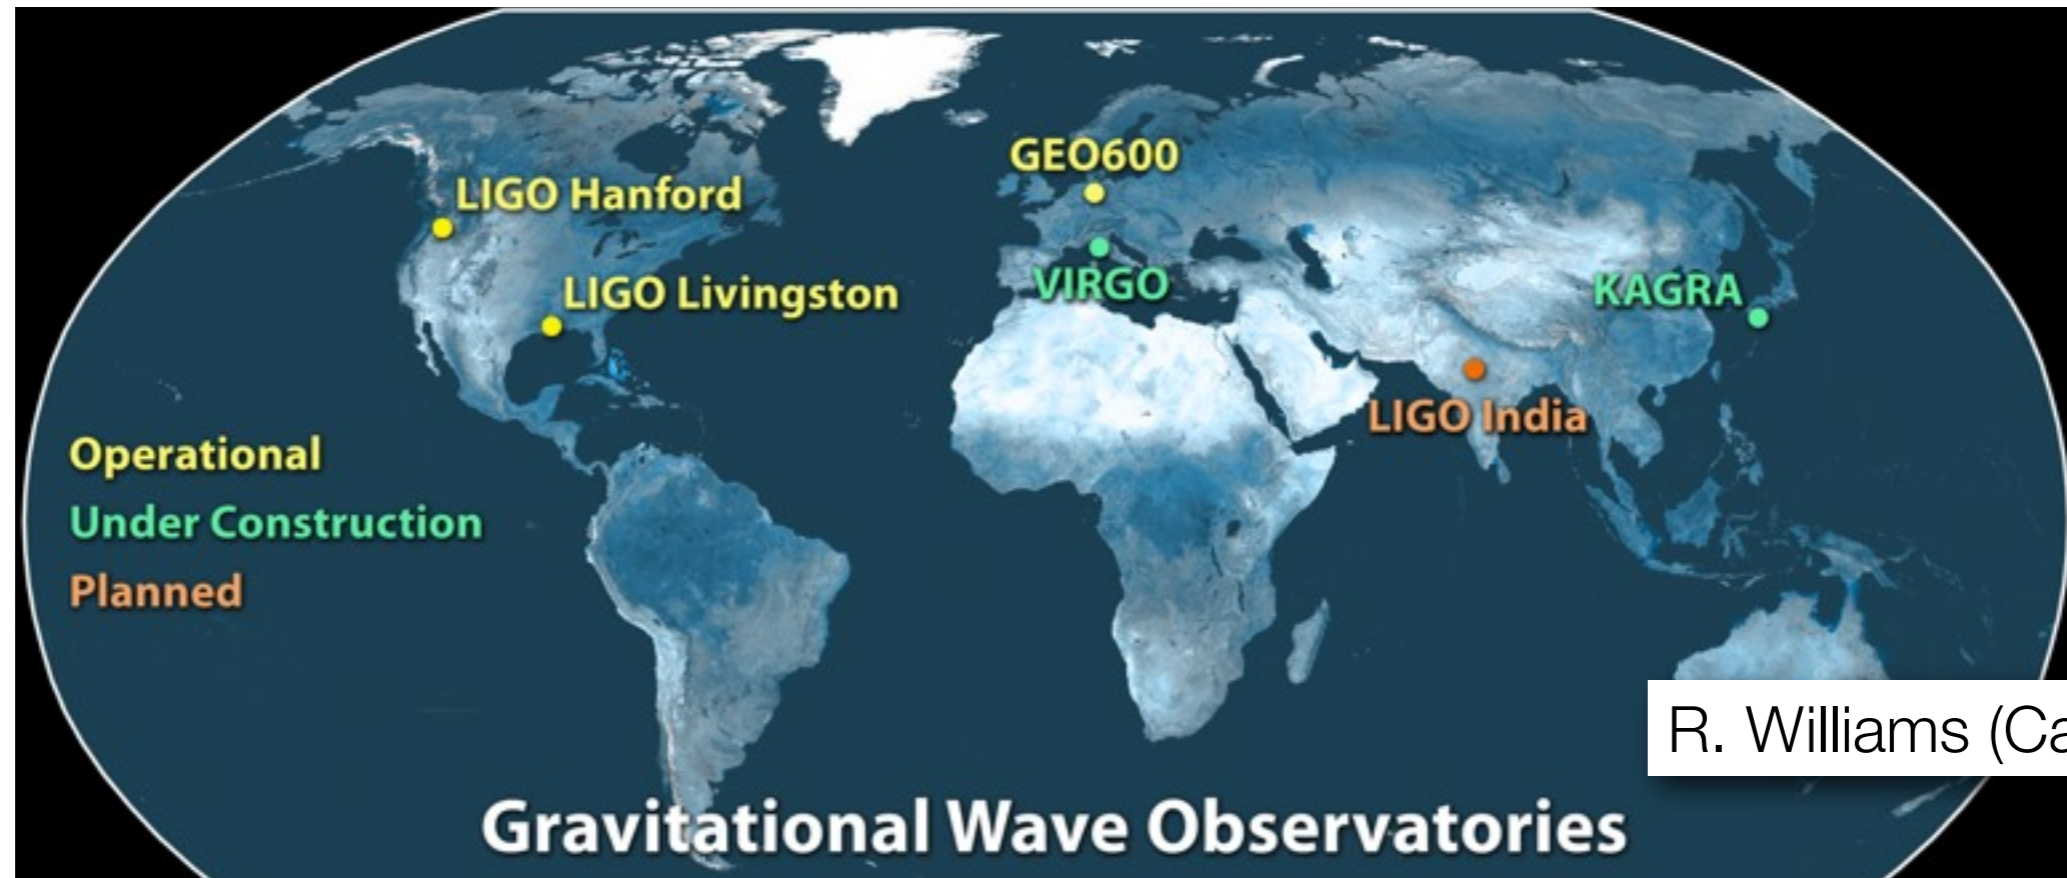 GEO600
LIGO Hanford
LIGO Livingston
VIRGO
KAGRA
LIGO India
Operational
Under Construction
Planned
R. Williams (Ca
Gravitational Wave Observatories